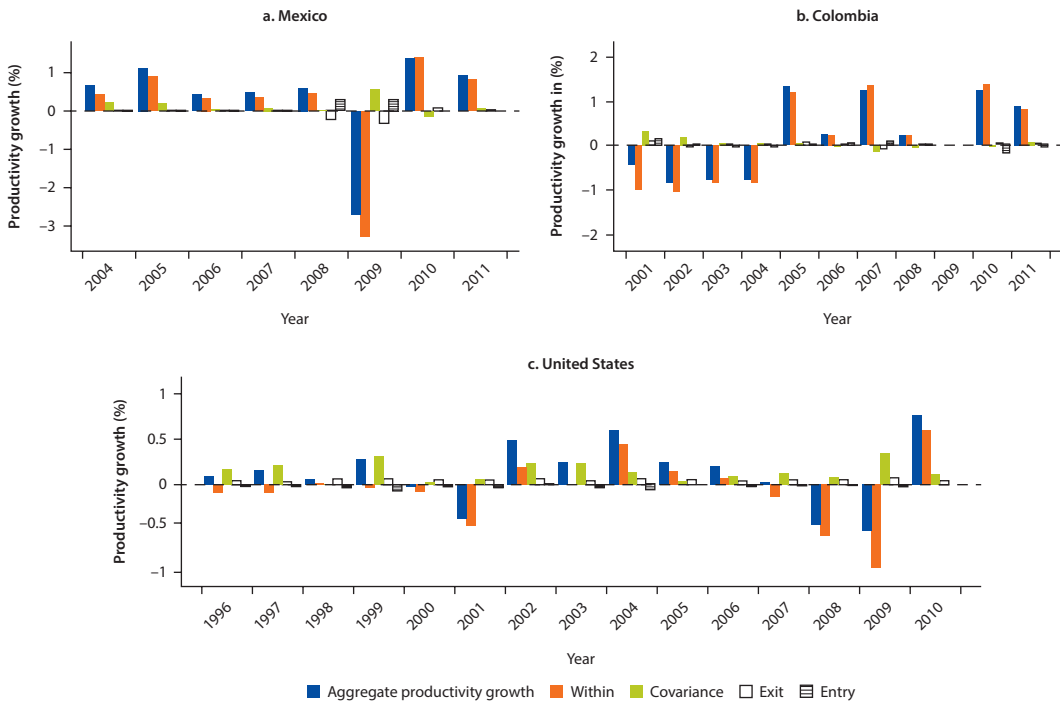 a. Mexico
Productivity growth (%)
1
0
−1
−2
−3
2004 2005 2006 2007 2008 2009 2010 2011
Year
b. Colombia
Productivity growth in (%)
2
1
0
−1
−2
2001 2002 2003 2004 2005 2006 2007 2008 2009 2010 2011
Year
c. United States
Productivity growth (%)
1
0.5
0
−0.5
−1
1996 1997 1998 1999 2000 2001 2002 2003 2004 2005 2006 2007 2008 2009 2010
Year
Aggregate productivity growth Within Covariance Exit Entry